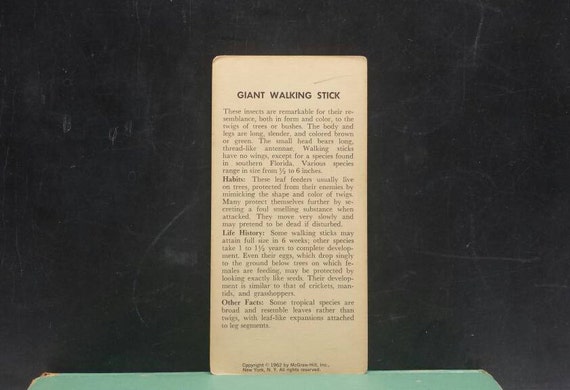 GIANT WALKING STICK
These insects are remarkable for their re-
semblance, both in form and color, to the
twigs of trees or bushes. The body and
legs are long, slender, and colored brown
or green. The small head bears long,
thread-like antennae. Walking sticks
have no wings, except for a species found
in southern Florida. Various species
range in size from ½ to 6 inches.
Habits: These leaf feeders usually live
on trees, protected from their enemies by
mimicking the shape and color of twigs.
Many protect themselves further by se-
creting a foul smelling substance when
attacked. They move very slowly and
may pretend to be dead if disturbed.
Life History: Some walking sticks may
attain full size in 6 weeks; other species
take 1 to 1½ years to complete develop-
ment. Even their eggs, which drop singly
to the ground below trees on which fe-
males are feeding, may be protected by
looking exactly like seeds. Their develop-
ment is similar to that of crickets, man-
tids, and grasshoppers.
Other Facts: Some tropical species are
broad and resemble leaves rather than
twigs, with leaf-like expansions attached
to leg segments.
Copyright © 1962 by McGraw-Hill, Inc.,
New York, N. Y. All rights reserved.